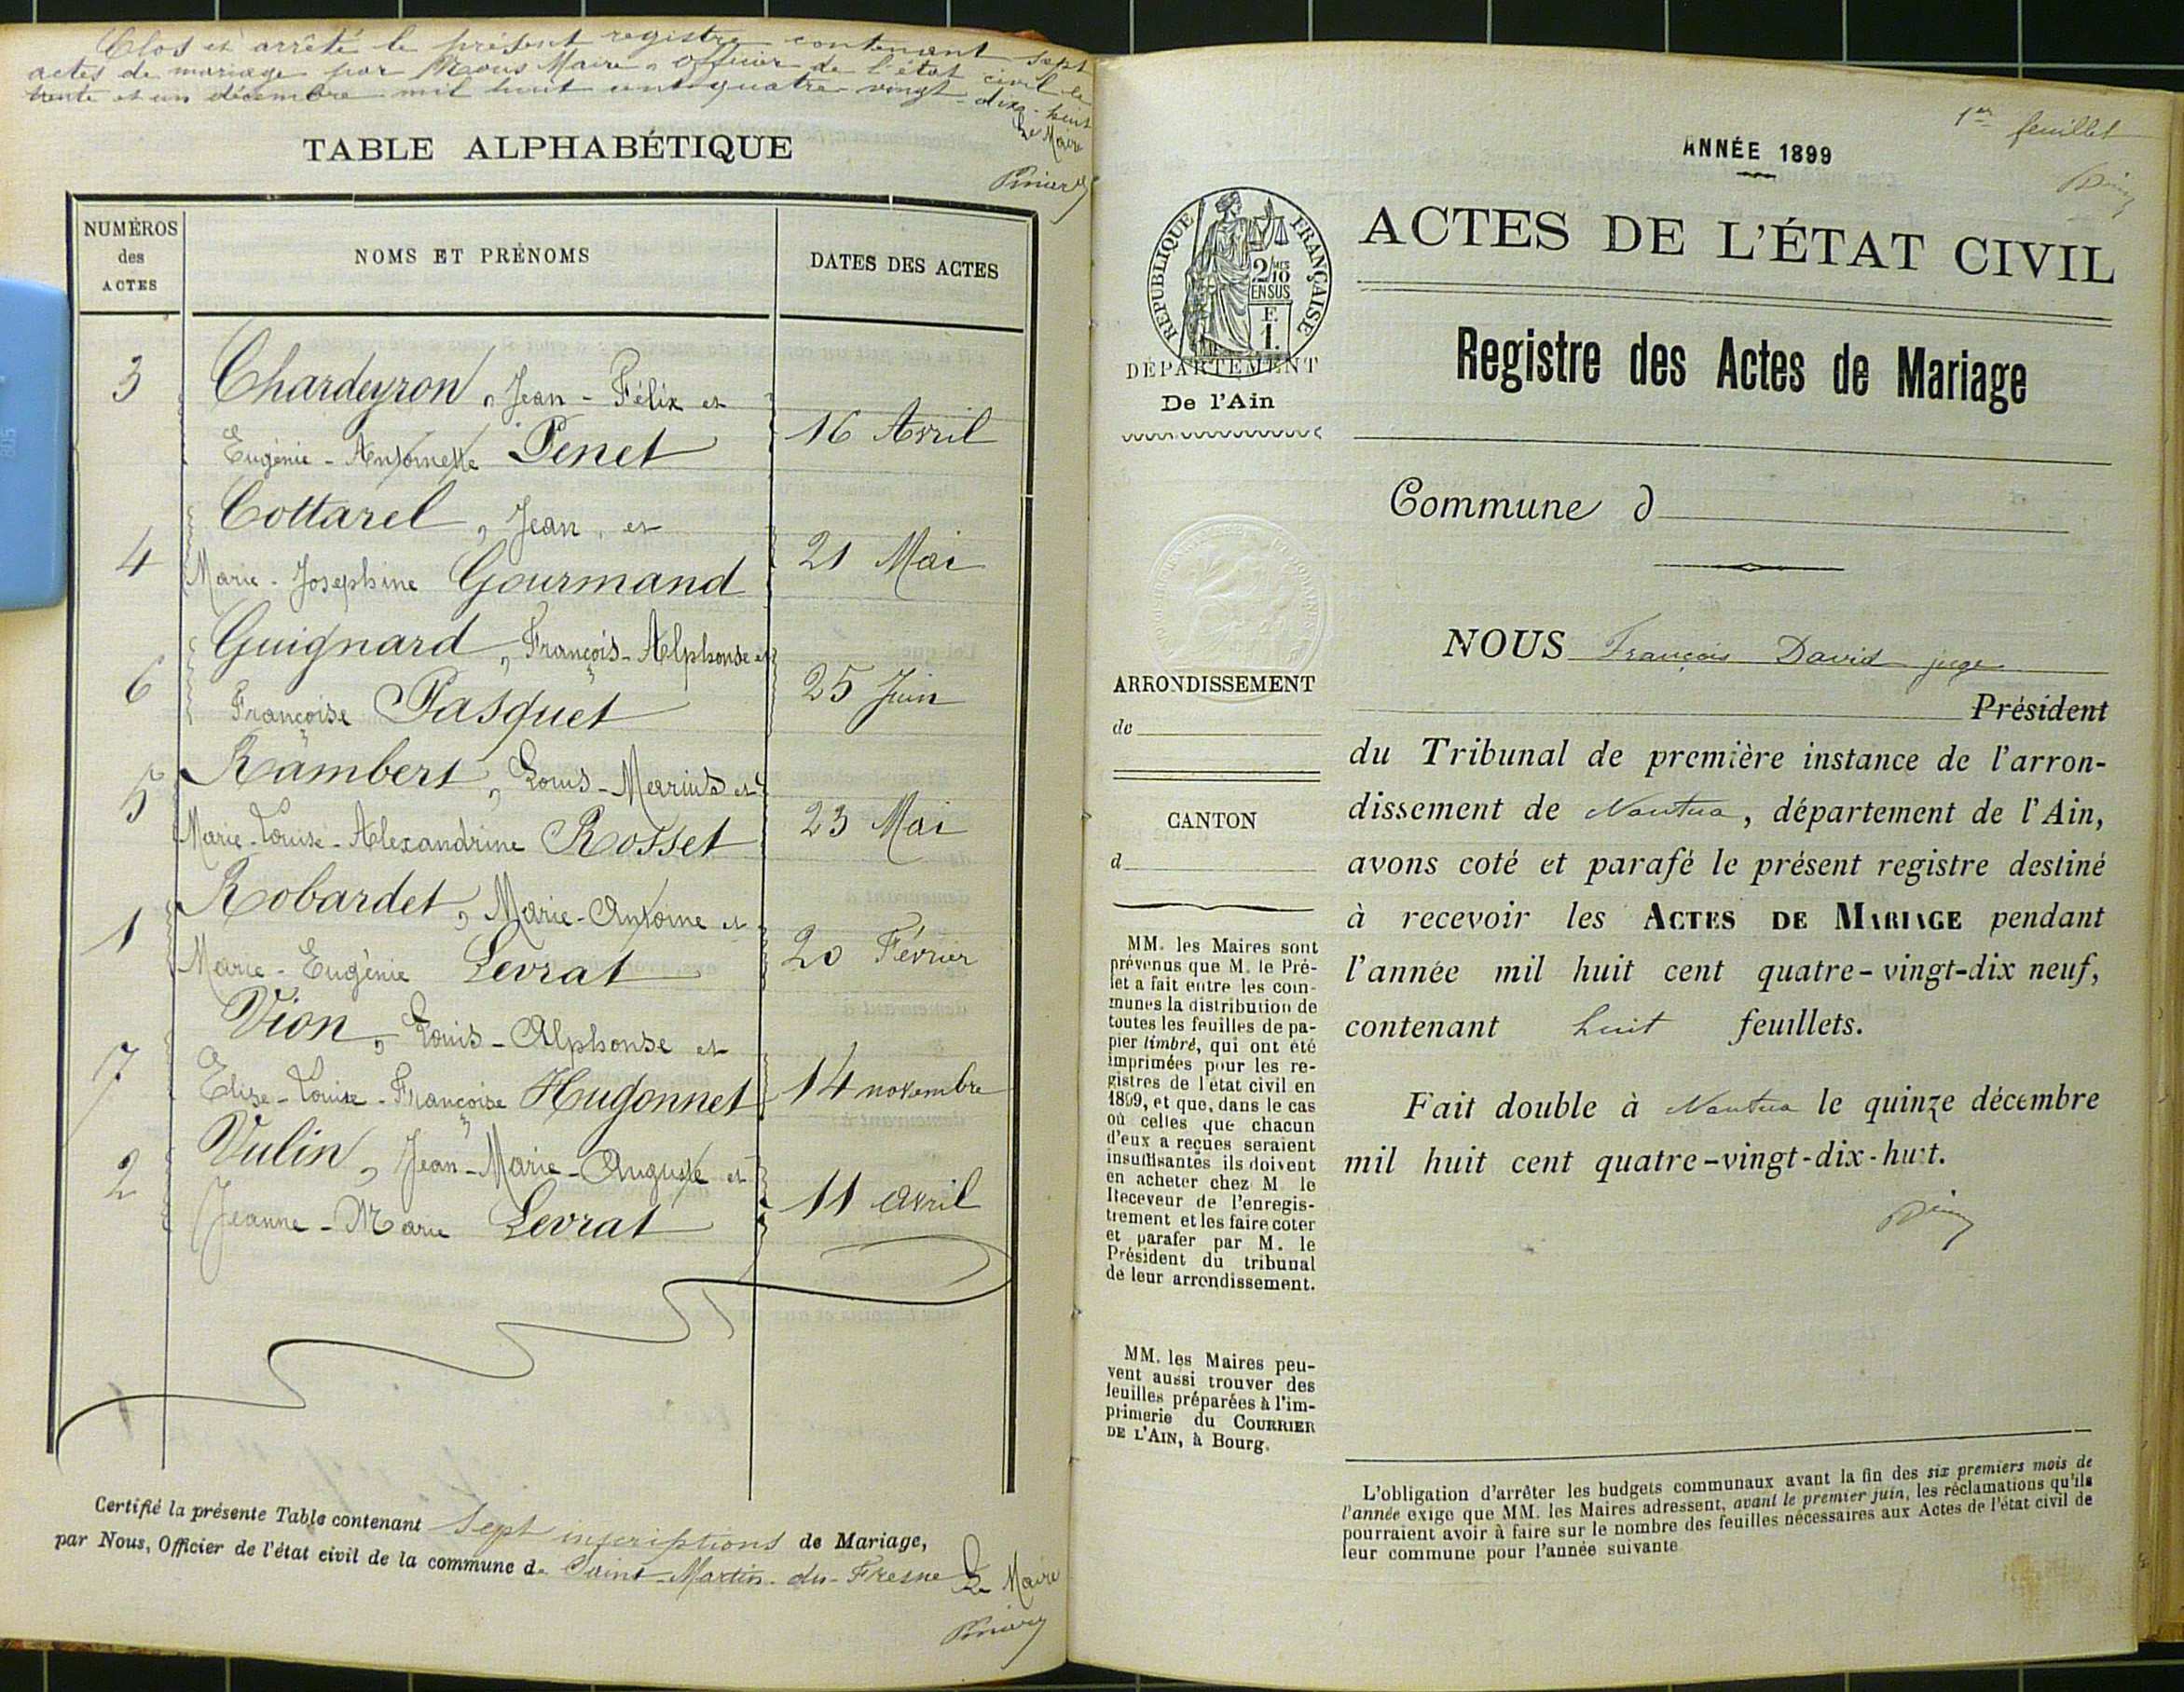 Clos et arrêté le présent registre contenant sept
actes de mariage par Nous Maire, officier de l'état civil le
trente et un décembre mil huit cent quatre-vingt-dix-huit
Le Maire
TABLE ALPHABÉTIQUE
NUMÉROS
des
ACTES
NOMS ET PRÉNOMS
DATES DES ACTES
3 Chardeyron, Jean-Félix et
Eugénie-Antoinette Penet 16 Avril
Cottarel, Jean, et
4 Marie-Josephine Gourmand 21 Mai
Guignard, François-Alphonse et
6 Françoise Pasquet 25 Juin
Rambert, Louis-Marius et
5 Marie-Louise-Alexandrine Rosset 23 Mai
Robardet, Marie-Antoine et
1 Marie-Eugénie Levrat 20 Février
Vion, Louis-Alphonse et
7 Elise-Louise-Françoise Hugonnet 14 novembre
Vulin, Jean-Marie-Auguste et
2 Jeanne-Marie Levrat 11 avril
Certifié la présente Table contenant sept inscriptions de Mariage,
par Nous, Officier de l'état civil de la commune de Saint-Martin-du-Fresne Le Maire
1er feuillet
ANNÉE 1899
RÉPUBLIQUE FRANÇAISE
2/10 MES
EN SUS
F.
1.
DÉPARTEMENT
De l'Ain
ACTES DE L'ÉTAT CIVIL
Registre des Actes de Mariage
Commune d
ARRONDISSEMENT
de
CANTON
d
MM. les Maires sont
prévenus que M. le Pré-
fet a fait entre les com-
munes la distribution de
toutes les feuilles de pa-
pier timbré, qui ont été
imprimées pour les re-
gistres de l'état civil en
1899, et que, dans le cas
où celles que chacun
d'eux a reçues seraient
insuffisantes ils doivent
en acheter chez M. le
Receveur de l'enregis-
trement et les faire coter
et parafer par M. le
Président du tribunal
de leur arrondissement.
MM. les Maires peu-
vent aussi trouver des
feuilles préparées à l'im-
primerie du COURRIER
DE L'AIN, à Bourg.
NOUS François David juge
Président
du Tribunal de première instance de l'arron-
dissement de Nantua, département de l'Ain,
avons coté et parafé le présent registre destiné
à recevoir les ACTES DE MARIAGE pendant
l'année mil huit cent quatre-vingt-dix neuf,
contenant huit feuillets.
Fait double à Nantua le quinze décembre
mil huit cent quatre-vingt-dix-huit.
L'obligation d'arrêter les budgets communaux avant la fin des six premiers mois de
l'année exige que MM. les Maires adressent, avant le premier juin, les réclamations qu'ils
pourraient avoir à faire sur le nombre des feuilles nécessaires aux Actes de l'état civil de
leur commune pour l'année suivante